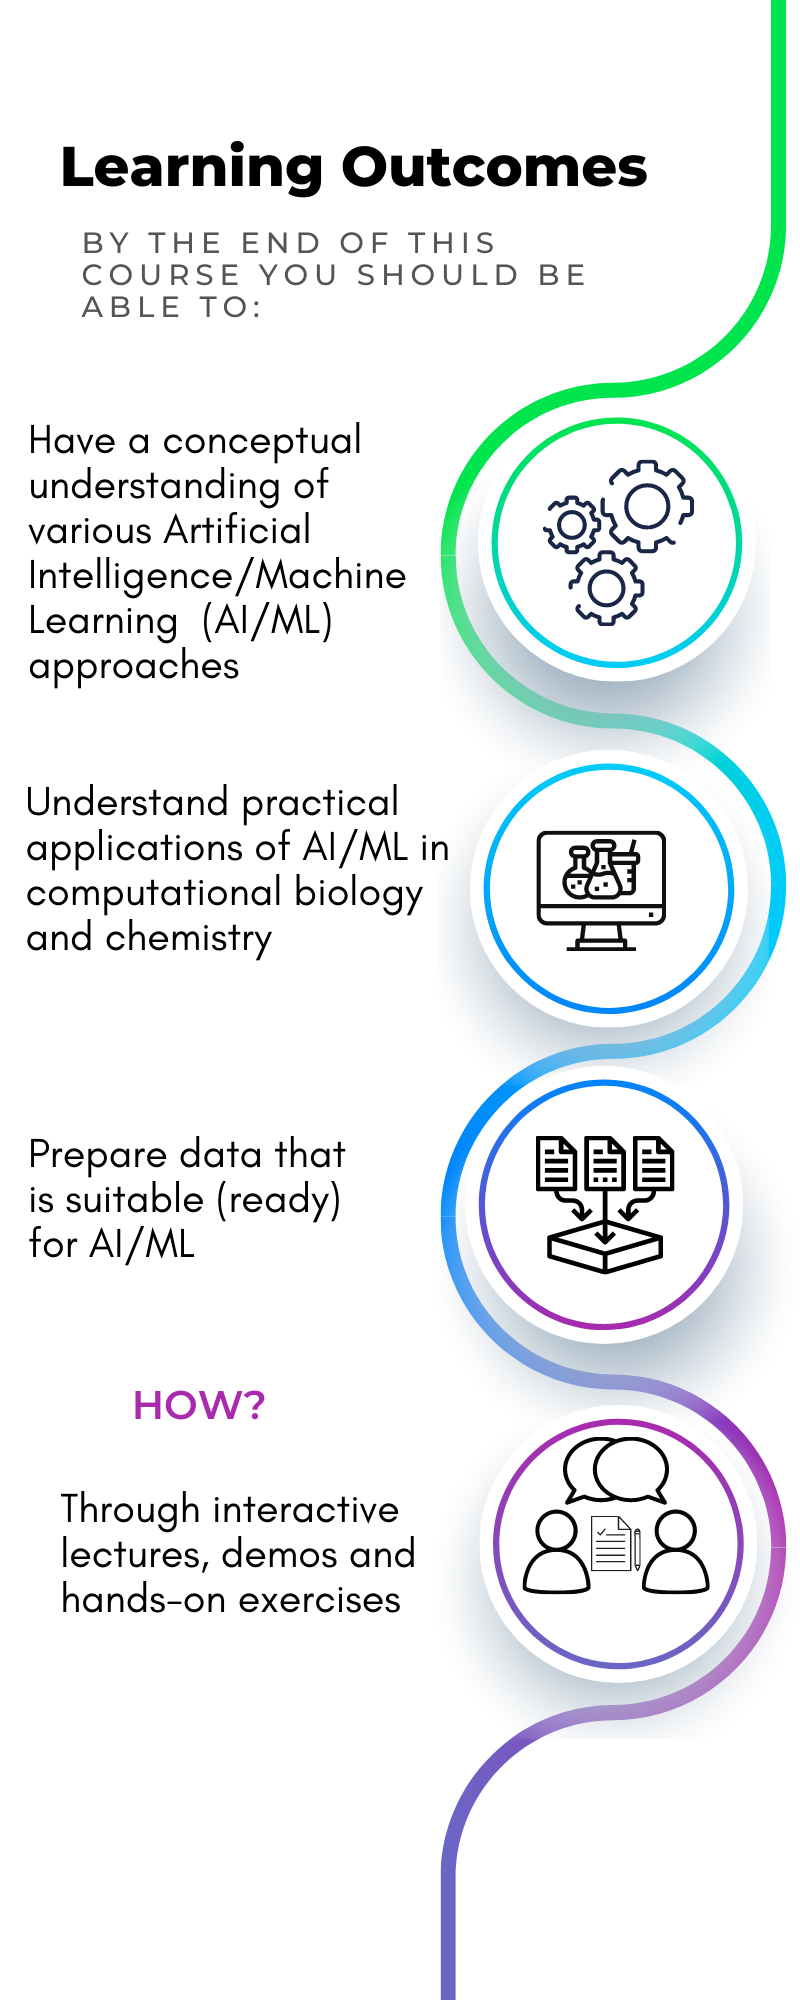 Learning Outcomes
BY THE END OF THIS
COURSE YOU SHOULD BE
ABLE TO:
Have a conceptual
understanding of
various Artificial
Intelligence/Machine
Learning  (AI/ML)
approaches
Understand practical
applications of AI/ML in
computational biology
and chemistry
Prepare data that
is suitable (ready)
for AI/ML
HOW?
Through interactive
lectures, demos and
hands-on exercises